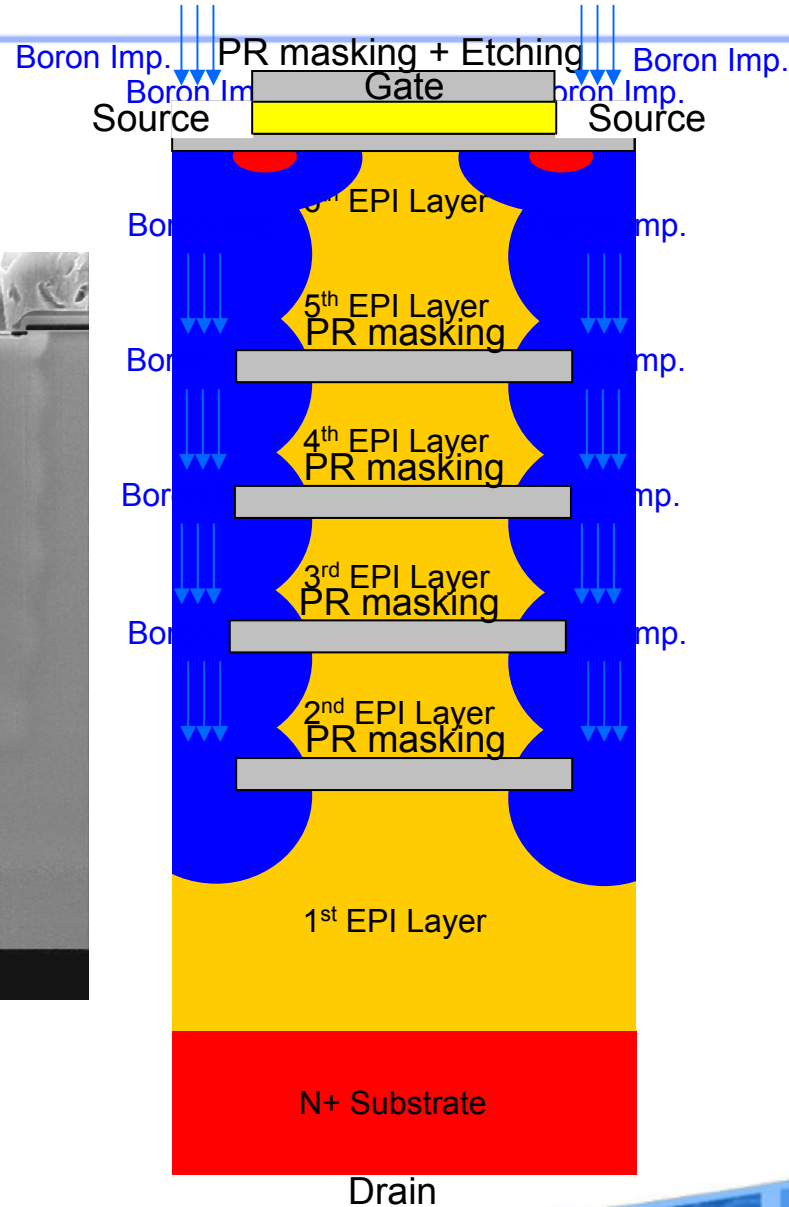 Boron Imp. PR masking + Etching Boron Imp.
Gate
Imp.
Source Source
EPI Layer
5th EPI Layer
PR masking
4th EPI Layer
PR masking
3rd EPI Layer
PR masking
2nd EPI Layer
PR masking
1st EPI Layer
N+ Substrate
Drain